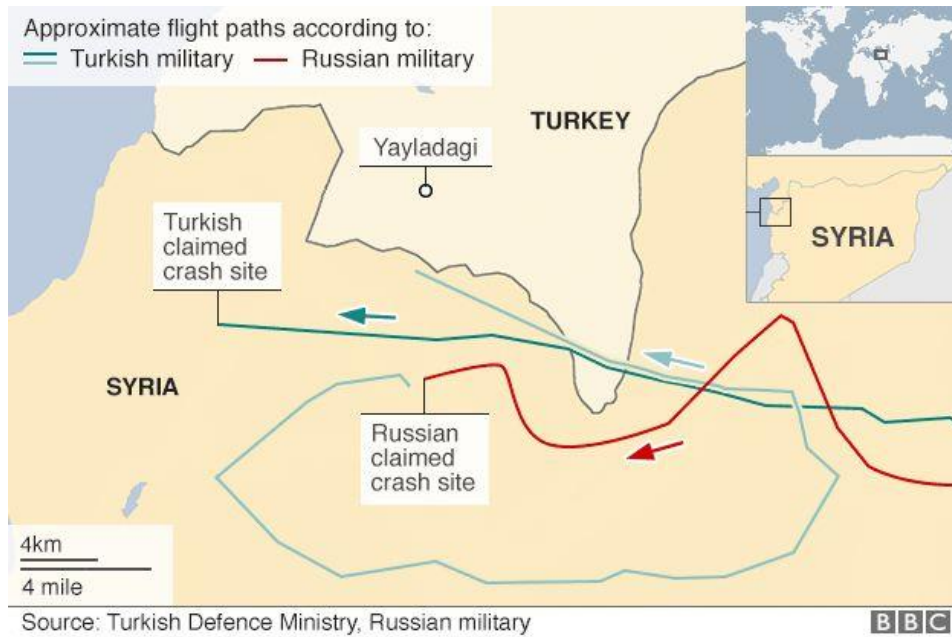 Approximate flight paths according to:
Turkish military
Russian military
TURKEY
Yayladagi
Turkish
claimed
crash site
SYRIA
SYRIA
Russian
claimed
crash site
4km
4 mile
Source: Turkish Defence Ministry, Russian military
BBC